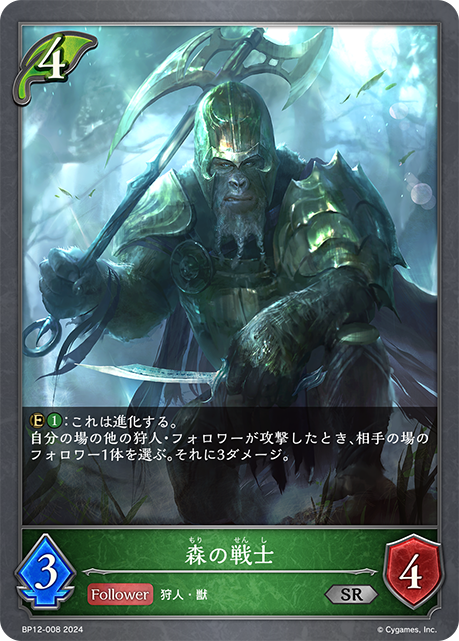 4
E 1:これは進化する。
自分の場の他の狩人・フォロワーが攻撃したとき、相手の場の
フォロワー1体を選ぶ。それに3ダメージ。
もり せん し
森の戦士
3
Follower 狩人・獣
SR
4
BP12-008 2024
© Cygames, Inc.